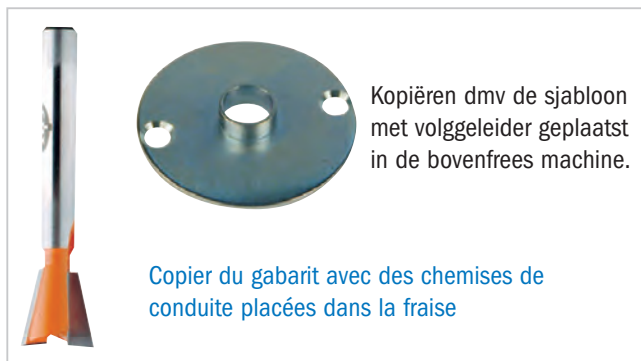 Kopiëren dmv de sjabloon
met volggeleider geplaatst
in de bovenfrees machine.
Copier du gabarit avec des chemises de
conduite placées dans la fraise